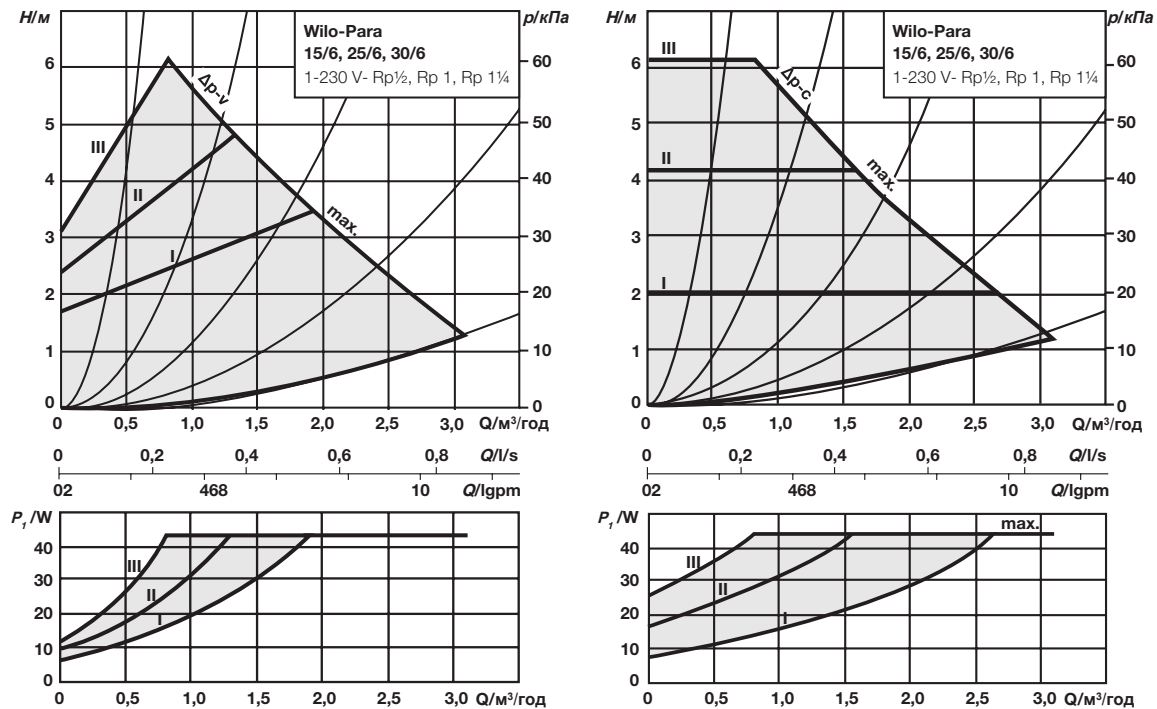 H/м
p/кПа
Wilo-Para
15/6, 25/6, 30/6
1-230 V- Rp½, Rp 1, Rp 1¼
Δp-v
III
II
I
max.
6
5
4
3
2
1
0
60
50
40
30
20
10
0
0 0,5 1,0 1,5 2,0 2,5 3,0 Q/м³/год
0 0,2 0,4 0,6 0,8 Q/l/s
02 468 10 Q/lgpm
P₁ /W
40
30
20
10
0
III
II
I
0 0,5 1,0 1,5 2,0 2,5 3,0 Q/м³/год
H/м
p/кПа
Wilo-Para
15/6, 25/6, 30/6
1-230 V- Rp½, Rp 1, Rp 1¼
III
Δp-c
II
max.
I
6
5
4
3
2
1
0
60
50
40
30
20
10
0
0 0,5 1,0 1,5 2,0 2,5 3,0 Q/м³/год
0 0,2 0,4 0,6 0,8 Q/l/s
02 468 10 Q/lgpm
P₁ /W
max.
40
30
20
10
0
III
II
I
0 0,5 1,0 1,5 2,0 2,5 3,0 Q/м³/год